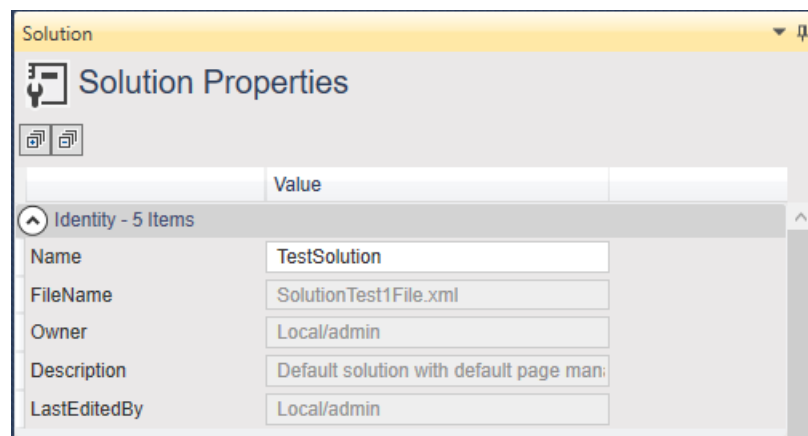 Solution
Solution Properties
Value
Identity - 5 Items
Name TestSolution
FileName SolutionTest1File.xml
Owner Local/admin
Description Default solution with default page man
LastEditedBy Local/admin